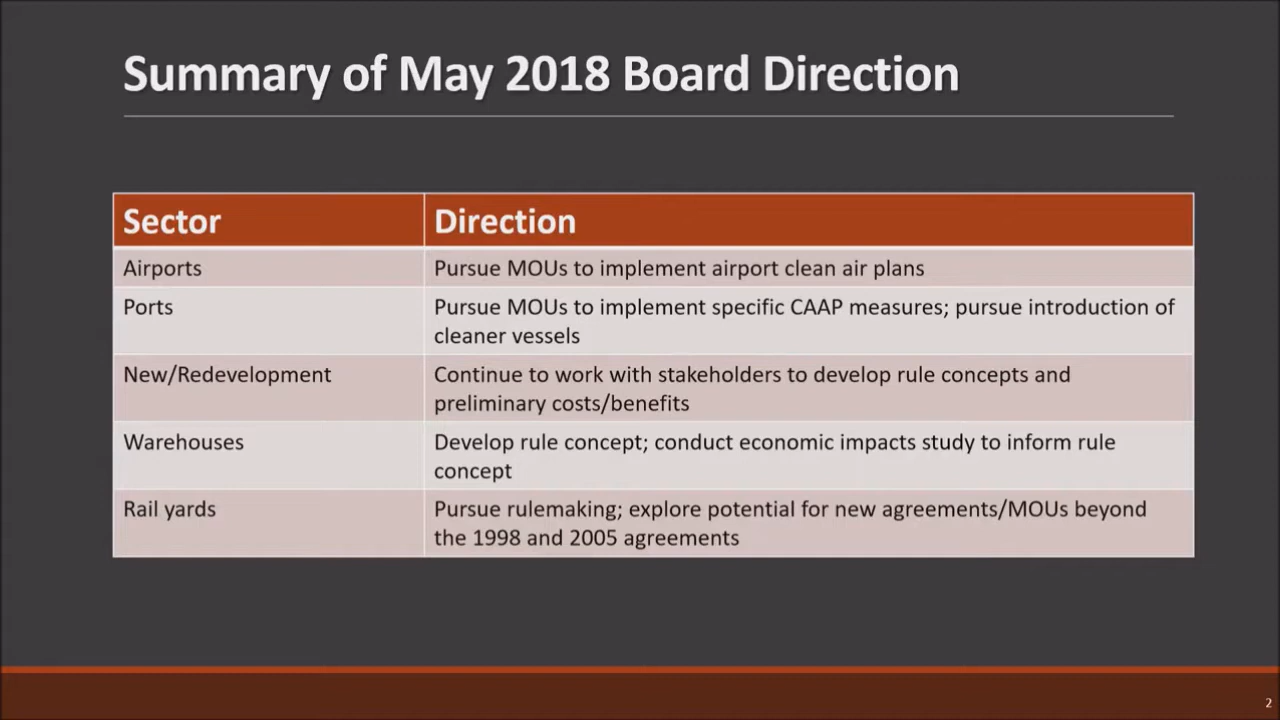 Summary of May 2018 Board Direction
Sector
Direction
Airports
Pursue MOUs to implement airport clean air plans
Ports
Pursue MOUs to implement specific CAAP measures; pursue introduction of
cleaner vessels
New/Redevelopment
Continue to work with stakeholders to develop rule concepts and
preliminary costs/benefits
Warehouses
Develop rule concept; conduct economic impacts study to inform rule
concept
Rail yards
Pursue rulemaking; explore potential for new agreements/MOUs beyond
the 1998 and 2005 agreements
2